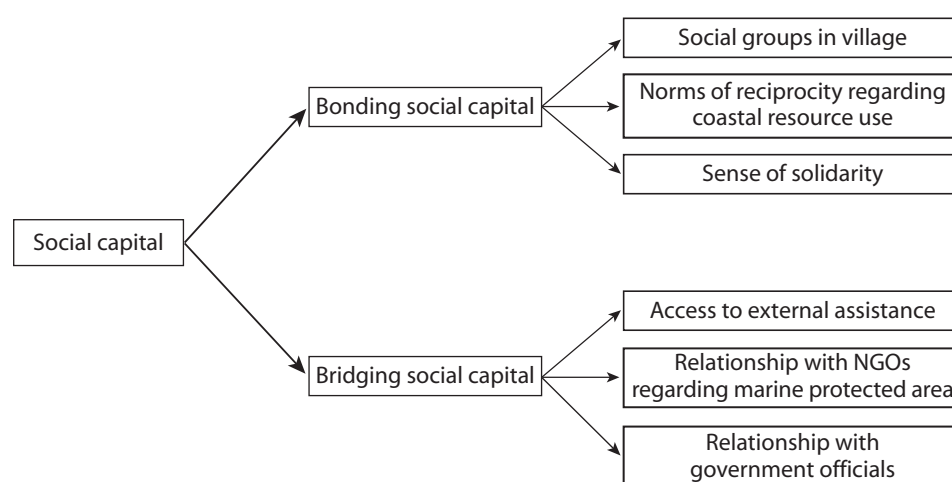 Social capital
Bonding social capital
Social groups in village
Norms of reciprocity regarding
coastal resource use
Sense of solidarity
Bridging social capital
Access to external assistance
Relationship with NGOs
regarding marine protected area
Relationship with
government officials